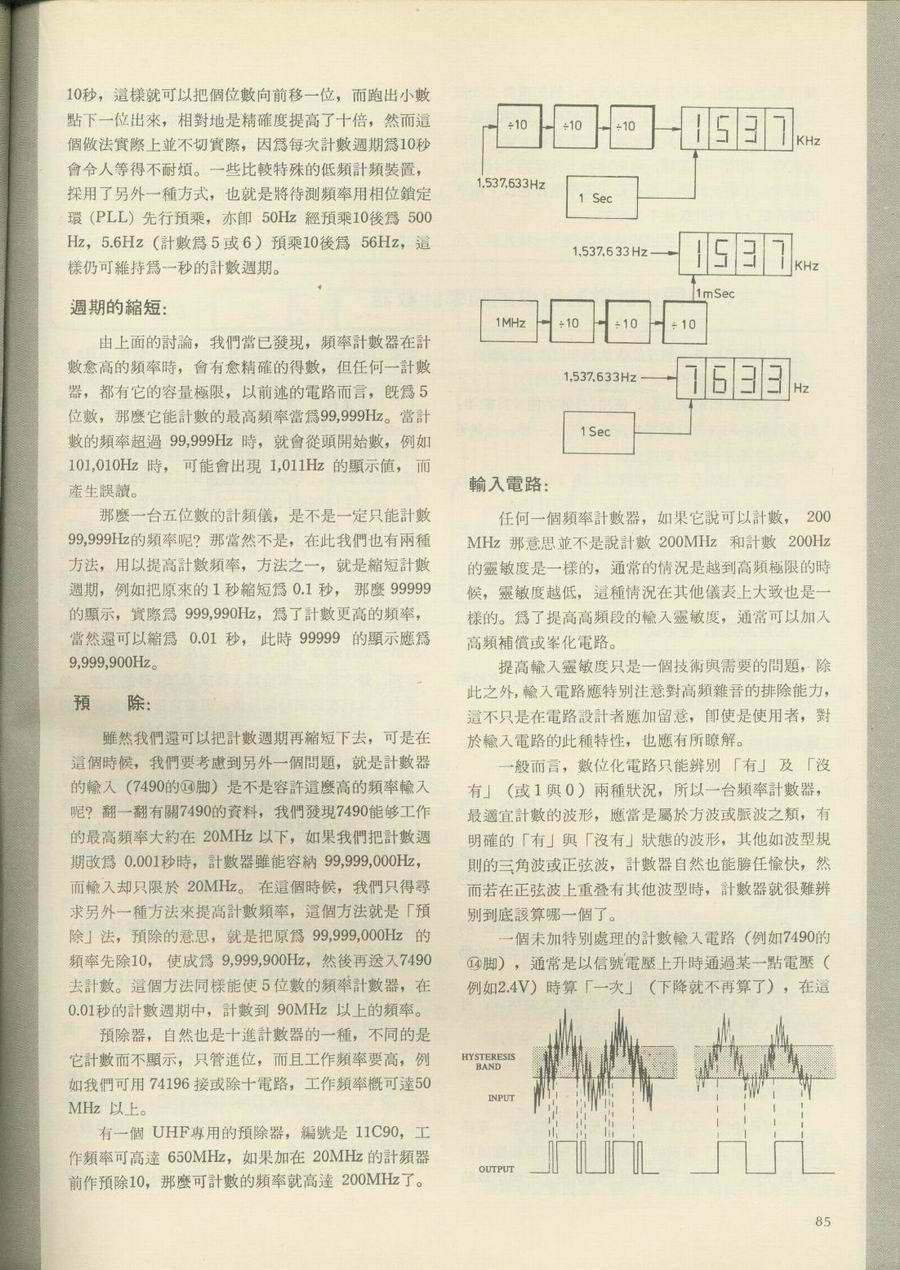 10秒，這樣就可以把個位數向前移一位，而跑出小數
點下一位出來，相對地是精確度提高了十倍，然而這
個做法實際上並不切實際，因爲每次計數週期爲10秒
會令人等得不耐煩。一些比較特殊的低頻計頻裝置，
採用了另外一種方式，也就是將待測頻率用相位鎖定
環 (PLL) 先行預乘，亦卽 50Hz 經預乘10後爲 500
Hz，5.6Hz（計數爲5或6）預乘10後爲 56Hz，這
樣仍可維持爲一秒的計數週期。
週期的縮短：
由上面的討論，我們當已發現，頻率計數器在計
數愈高的頻率時，會有愈精確的得數，但任何一計數
器，都有它的容量極限，以前述的電路而言，旣爲5
位數，那麼它能計數的最高頻率當爲99,999Hz。當計
數的頻率超過 99,999Hz 時，就會從頭開始數，例如
101,010Hz 時， 可能會出現 1,011Hz 的顯示値， 而
產生誤讀。
那麼一台五位數的計頻儀，是不是一定只能計數
99,999Hz的頻率呢？那當然不是，在此我們也有兩種
方法，用以提高計數頻率，方法之一，就是縮短計數
週期，例如把原來的1秒縮短爲 0.1 秒， 那麼 99999
的顯示，實際爲 999,990Hz，爲了計數更高的頻率，
當然還可以縮爲 0.01 秒， 此時 99999 的顯示應爲
9,999,900Hz。
預　除：
雖然我們還可以把計數週期再縮短下去，可是在
這個時候，我們要考慮到另外一個問題，就是計數器
的輸入（7490的⑭脚）是不是容許這麼高的頻率輸入
呢？翻一翻有關7490的資料，我們發現7490能够工作
的最高頻率大約在 20MHz 以下，如果我們把計數週
期改爲 0.001秒時，計數器雖能容納 99,999,000Hz，
而輸入却只限於 20MHz。 在這個時候，我們只得尋
求另外一種方法來提高計數頻率，這個方法就是「預
除」法，預除的意思，就是把原爲 99,999,000Hz 的
頻率先除10， 使成爲 9,999,900Hz，然後再送入7490
去計數。這個方法同樣能使5位數的頻率計數器，在
0.01秒的計數週期中，計數到 90MHz 以上的頻率。
預除器，自然也是十進計數器的一種，不同的是
它計數而不顯示，只管進位，而且工作頻率要高，例
如我們可用 74196 接或除十電路，工作頻率概可達50
MHz 以上。
有一個 UHF專用的預除器，編號是 11C90，工
作頻率可高達 650MHz，如果加在 20MHz 的計頻器
前作預除10，那麼可計數的頻率就高達 200MHz了。
÷10 ÷10 ÷10 1537 KHz
1,537,633Hz
1 Sec
1,537,633Hz 1537 KHz
1mSec
1MHz ÷10 ÷10 ÷10
1,537,633Hz 7633 Hz
1 Sec
輸入電路：
任何一個頻率計數器，如果它說可以計數， 200
MHz 那意思並不是說計數 200MHz 和計數 200Hz
的靈敏度是一樣的，通常的情況是越到高頻極限的時
候，靈敏度越低，這種情況在其他儀表上大致也是一
樣的。爲了提高高頻段的輸入靈敏度，通常可以加入
高頻補償或峯化電路。
提高輸入靈敏度只是一個技術與需要的問題，除
此之外，輸入電路應特別注意對高頻雜音的排除能力，
這不只是在電路設計者應加留意，卽使是使用者，對
於輸入電路的此種特性，也應有所瞭解。
一般而言，數位化電路只能辨別 「有」 及 「沒
有」（或1與0）兩種狀況，所以一台頻率計數器，
最適宜計數的波形，應當是屬於方波或脈波之類，有
明確的「有」與「沒有」狀態的波形，其他如波型規
則的三角波或正弦波，計數器自然也能勝任愉快，然
而若在正弦波上重叠有其他波型時，計數器就很難辨
別到底該算哪一個了。
一個未加特別處理的計數輸入電路（例如7490的
⑭脚），通常是以信號電壓上升時通過某一點電壓（
例如2.4V）時算「一次」（下降就不再算了），在這
HYSTERESIS
BAND
INPUT
OUTPUT
85